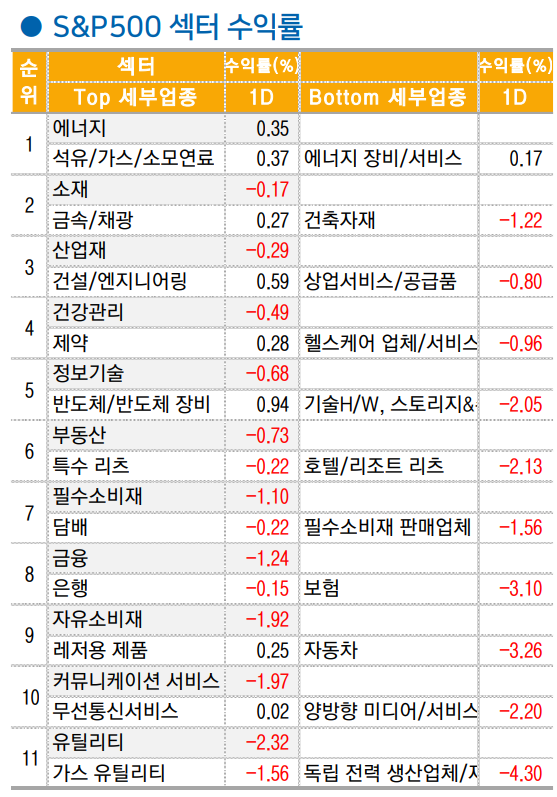 ● S&P500 섹터 수익률
순위 섹터 수익률(%) 수익률(%)
Top 세부업종 1D Bottom 세부업종 1D
1 에너지 0.35
석유/가스/소모연료 0.37 에너지 장비/서비스 0.17
2 소재 -0.17
금속/채광 0.27 건축자재 -1.22
3 산업재 -0.29
건설/엔지니어링 0.59 상업서비스/공급품 -0.80
4 건강관리 -0.49
제약 0.28 헬스케어 업체/서비스 -0.96
5 정보기술 -0.68
반도체/반도체 장비 0.94 기술H/W, 스토리지& -2.05
6 부동산 -0.73
특수 리츠 -0.22 호텔/리조트 리츠 -2.13
7 필수소비재 -1.10
담배 -0.22 필수소비재 판매업체 -1.56
8 금융 -1.24
은행 -0.15 보험 -3.10
9 자유소비재 -1.92
레저용 제품 0.25 자동차 -3.26
10 커뮤니케이션 서비스 -1.97
무선통신서비스 0.02 양방향 미디어/서비스 -2.20
11 유틸리티 -2.32
가스 유틸리티 -1.56 독립 전력 생산업체/ -4.30